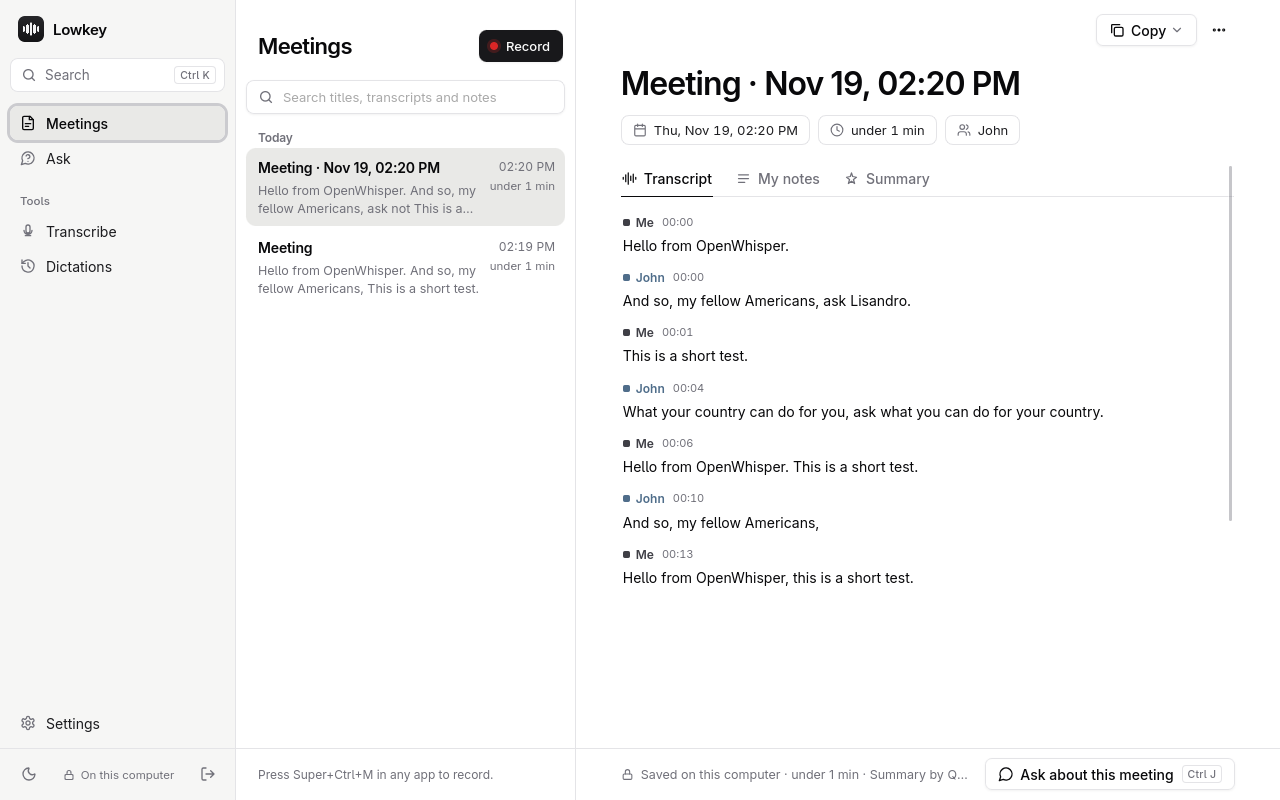 Lowkey
Search
Ctrl K
Meetings
Ask
Tools
Transcribe
Dictations
Settings
On this computer
Meetings
Record
Search titles, transcripts and notes
Today
Meeting · Nov 19, 02:20 PM
02:20 PM
Hello from OpenWhisper. And so, my
under 1 min
fellow Americans, ask not This is a...
Meeting
02:19 PM
Hello from OpenWhisper. And so, my
under 1 min
fellow Americans, This is a short test.
Press Super+Ctrl+M in any app to record.
Copy
Meeting · Nov 19, 02:20 PM
Thu, Nov 19, 02:20 PM
under 1 min
John
Transcript
My notes
Summary
Me 00:00
Hello from OpenWhisper.
John 00:00
And so, my fellow Americans, ask Lisandro.
Me 00:01
This is a short test.
John 00:04
What your country can do for you, ask what you can do for your country.
Me 00:06
Hello from OpenWhisper. This is a short test.
John 00:10
And so, my fellow Americans,
Me 00:13
Hello from OpenWhisper, this is a short test.
Saved on this computer · under 1 min · Summary by Q...
Ask about this meeting
Ctrl J